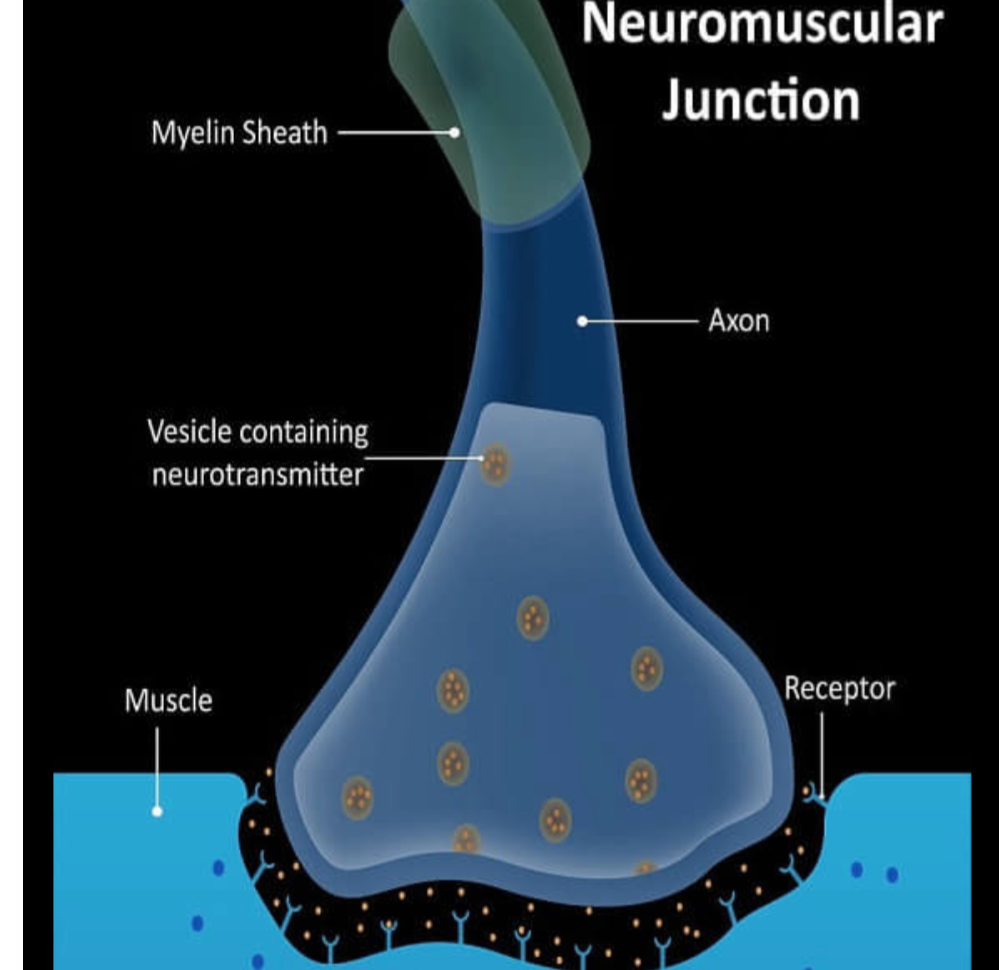 Neuromuscular
Junction
Myelin Sheath
Axon
Vesicle containing
neurotransmitter
Receptor
Muscle